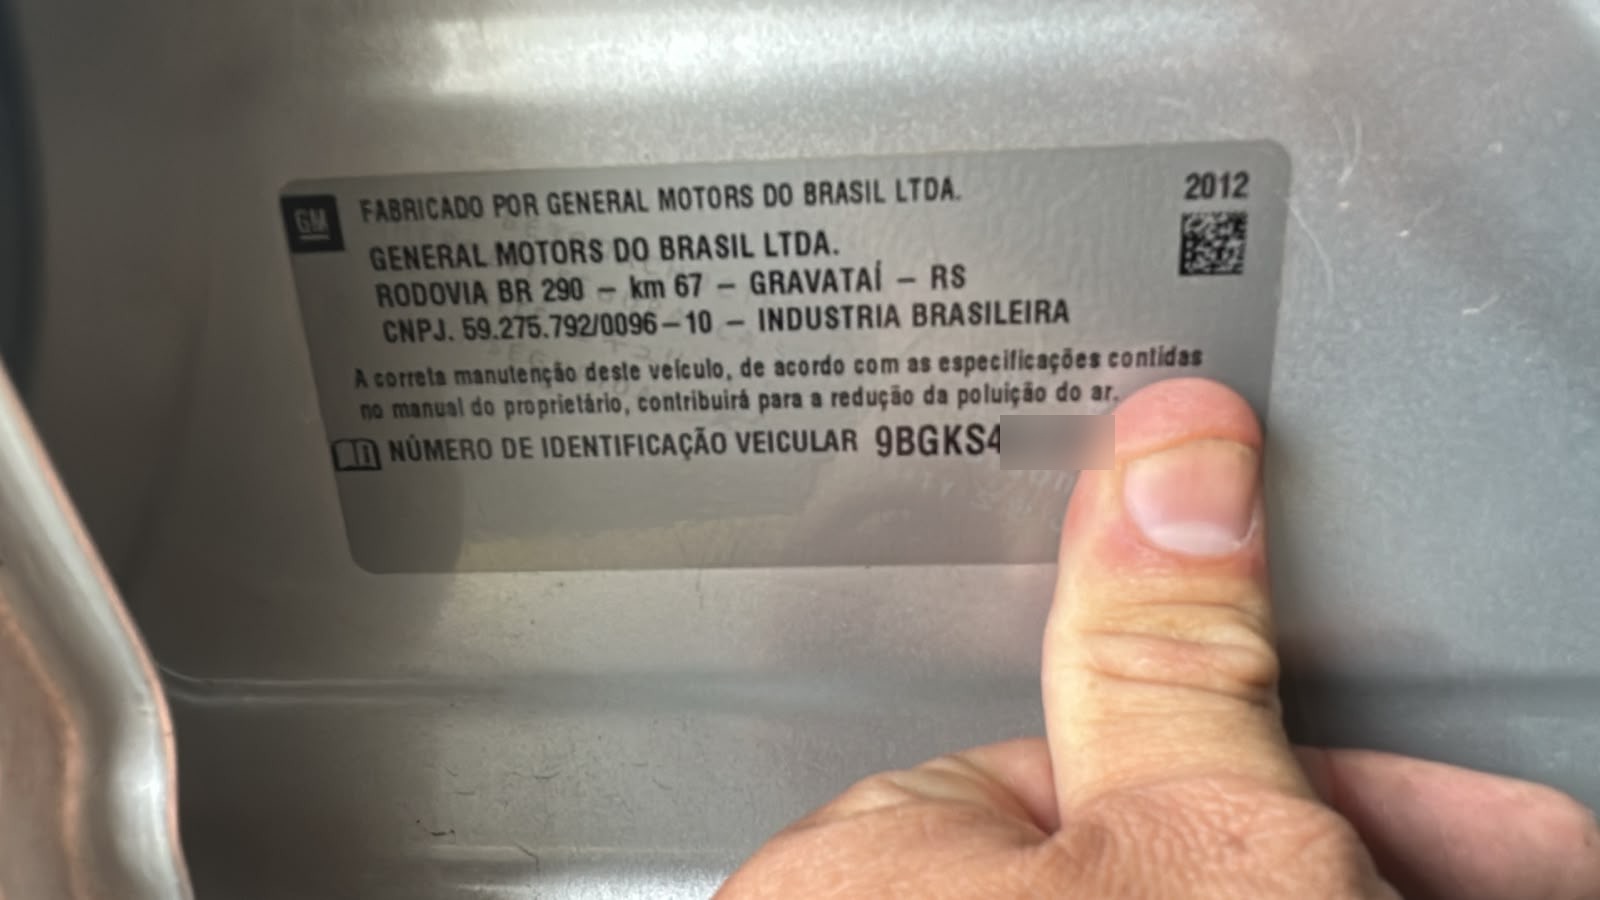 GM
FABRICADO POR GENERAL MOTORS DO BRASIL LTDA.
2012
GENERAL MOTORS DO BRASIL LTDA.
RODOVIA BR 290 – km 67 – GRAVATAÍ – RS
CNPJ. 59.275.792/0096–10 – INDUSTRIA BRASILEIRA
A correta manutenção deste veículo, de acordo com as especificações contidas
no manual do proprietário, contribuirá para a redução da poluição do ar.
NÚMERO DE IDENTIFICAÇÃO VEICULAR 9BGKS4